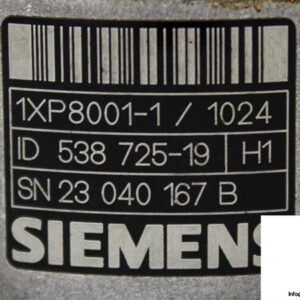 1XP8001-1 / 1024
ID 538 725-19 H1
SN 23 040 167 B
SIEMENS